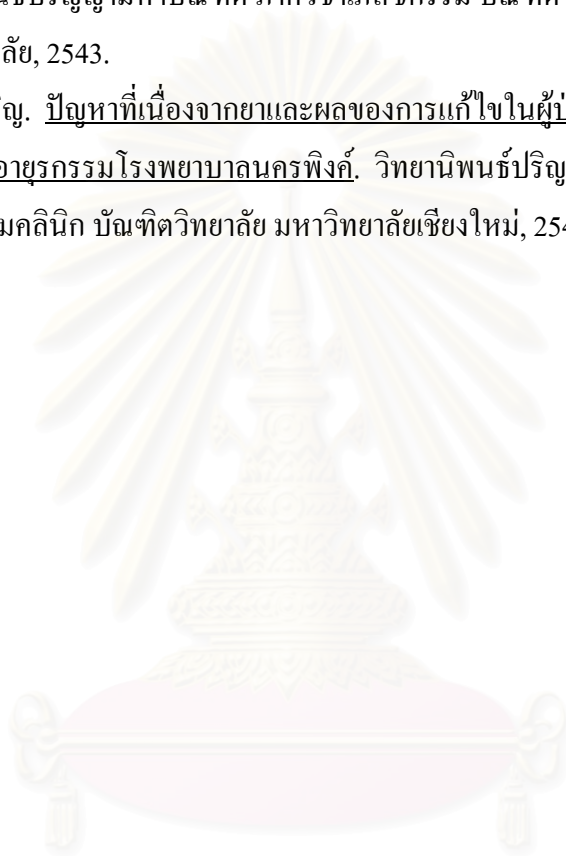 ลัย, 2543.
ญ. ปัญหาที่เนื่องจากยาและผลของการแก้ไขในผู้ป่
อายุรกรรมโรงพยาบาลนครพิงค์. วิทยานิพนธ์ปริญ
มคลินิก บัณฑิตวิทยาลัย มหาวิทยาลัยเชียงใหม่, 254